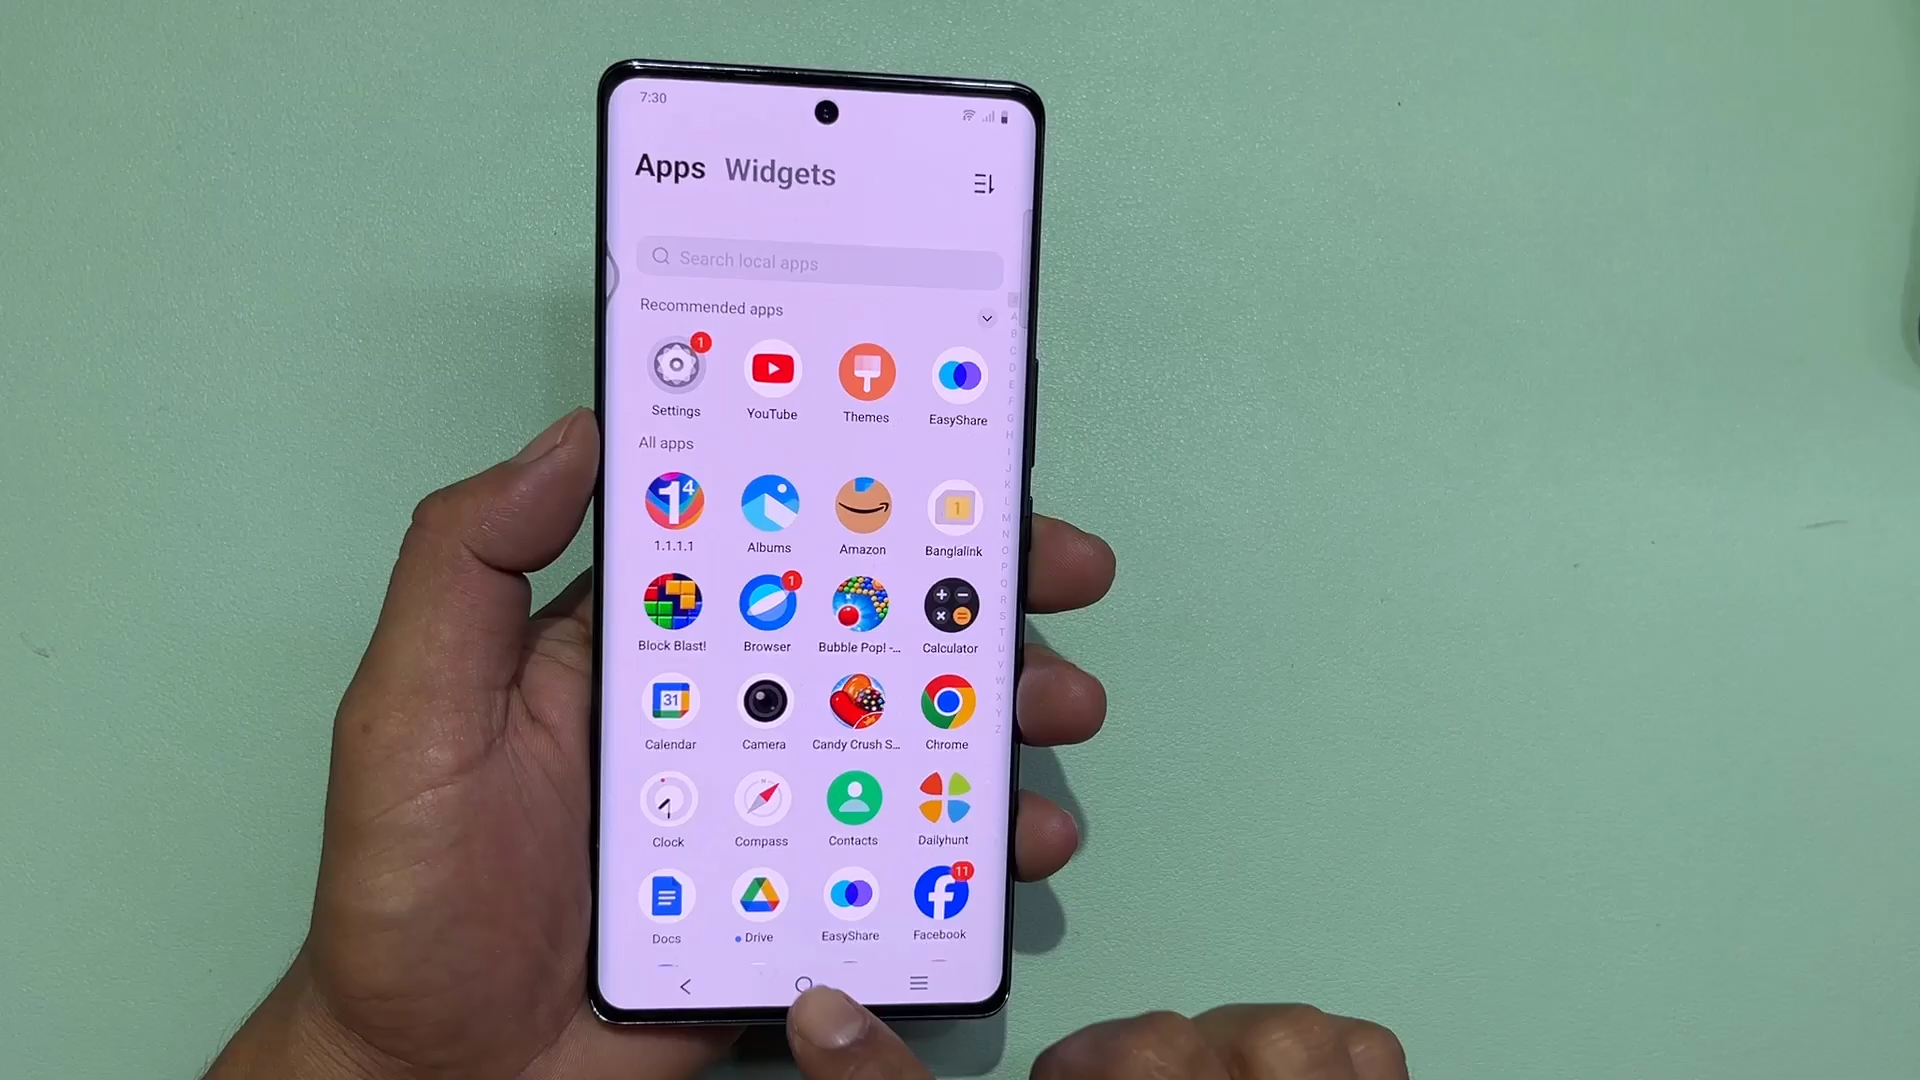 7:30
Apps Widgets
Search local apps
Recommended apps
1
Settings YouTube Themes EasyShare
All apps
14
1
1.1.1.1 Albums Amazon Banglalink
1
Block Blast! Browser Bubble Pop! -... Calculator
31
Calendar Camera Candy Crush S... Chrome
N
Clock Compass Contacts Dailyhunt
11
Docs Drive EasyShare Facebook
A
B
C
D
E
F
G
H
I
J
K
L
M
N
O
P
Q
R
S
T
U
V
W
X
Y
Z